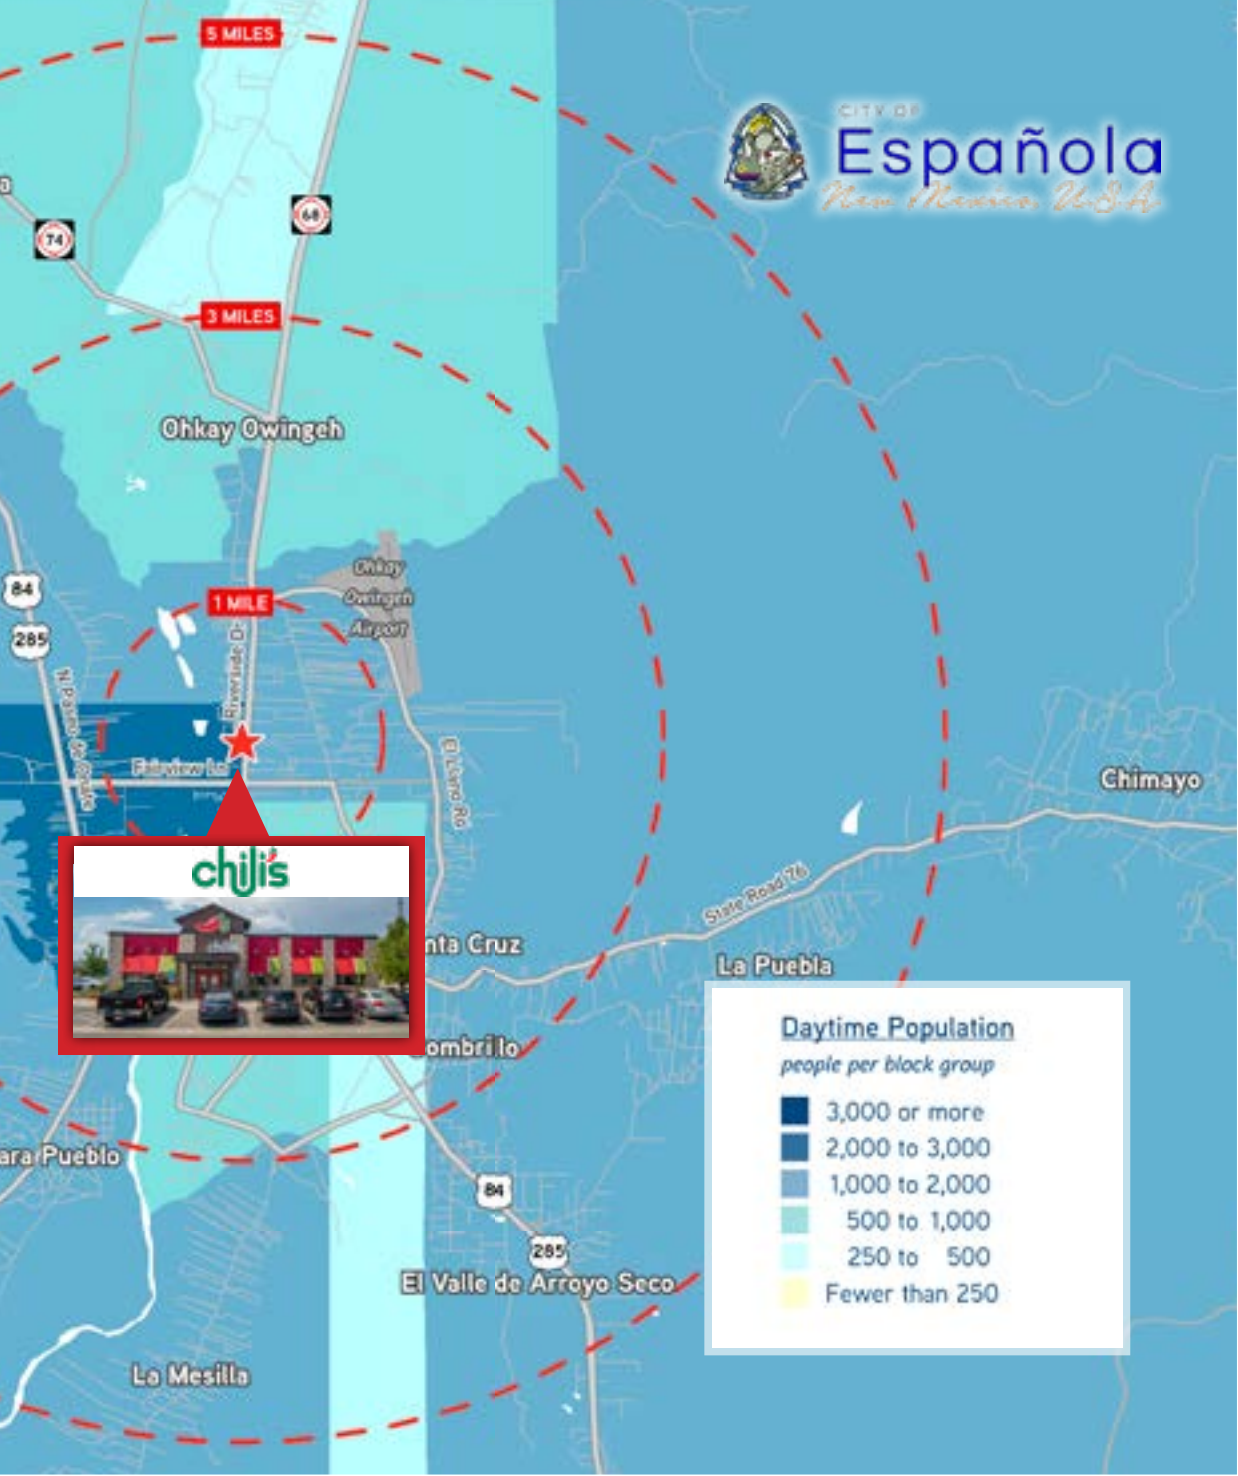 5 MILES
CITY OF
Española
New Mexico, U.S.A.
a
68
74
3 MILES
Ohkay Owingeh
Ohkay
Owingeh
Airport
84
1 MILE
285
Riverside D
N Paseo de Oñate
Fairview Ln
El Llano Rd
Chimayo
chili's
State Road 76
nta Cruz
La Puebla
ombrillo
Daytime Population
people per block group
3,000 or more
2,000 to 3,000
1,000 to 2,000
500 to 1,000
250 to 500
Fewer than 250
ara Pueblo
84
285
El Valle de Arroyo Seco
La Mesilla